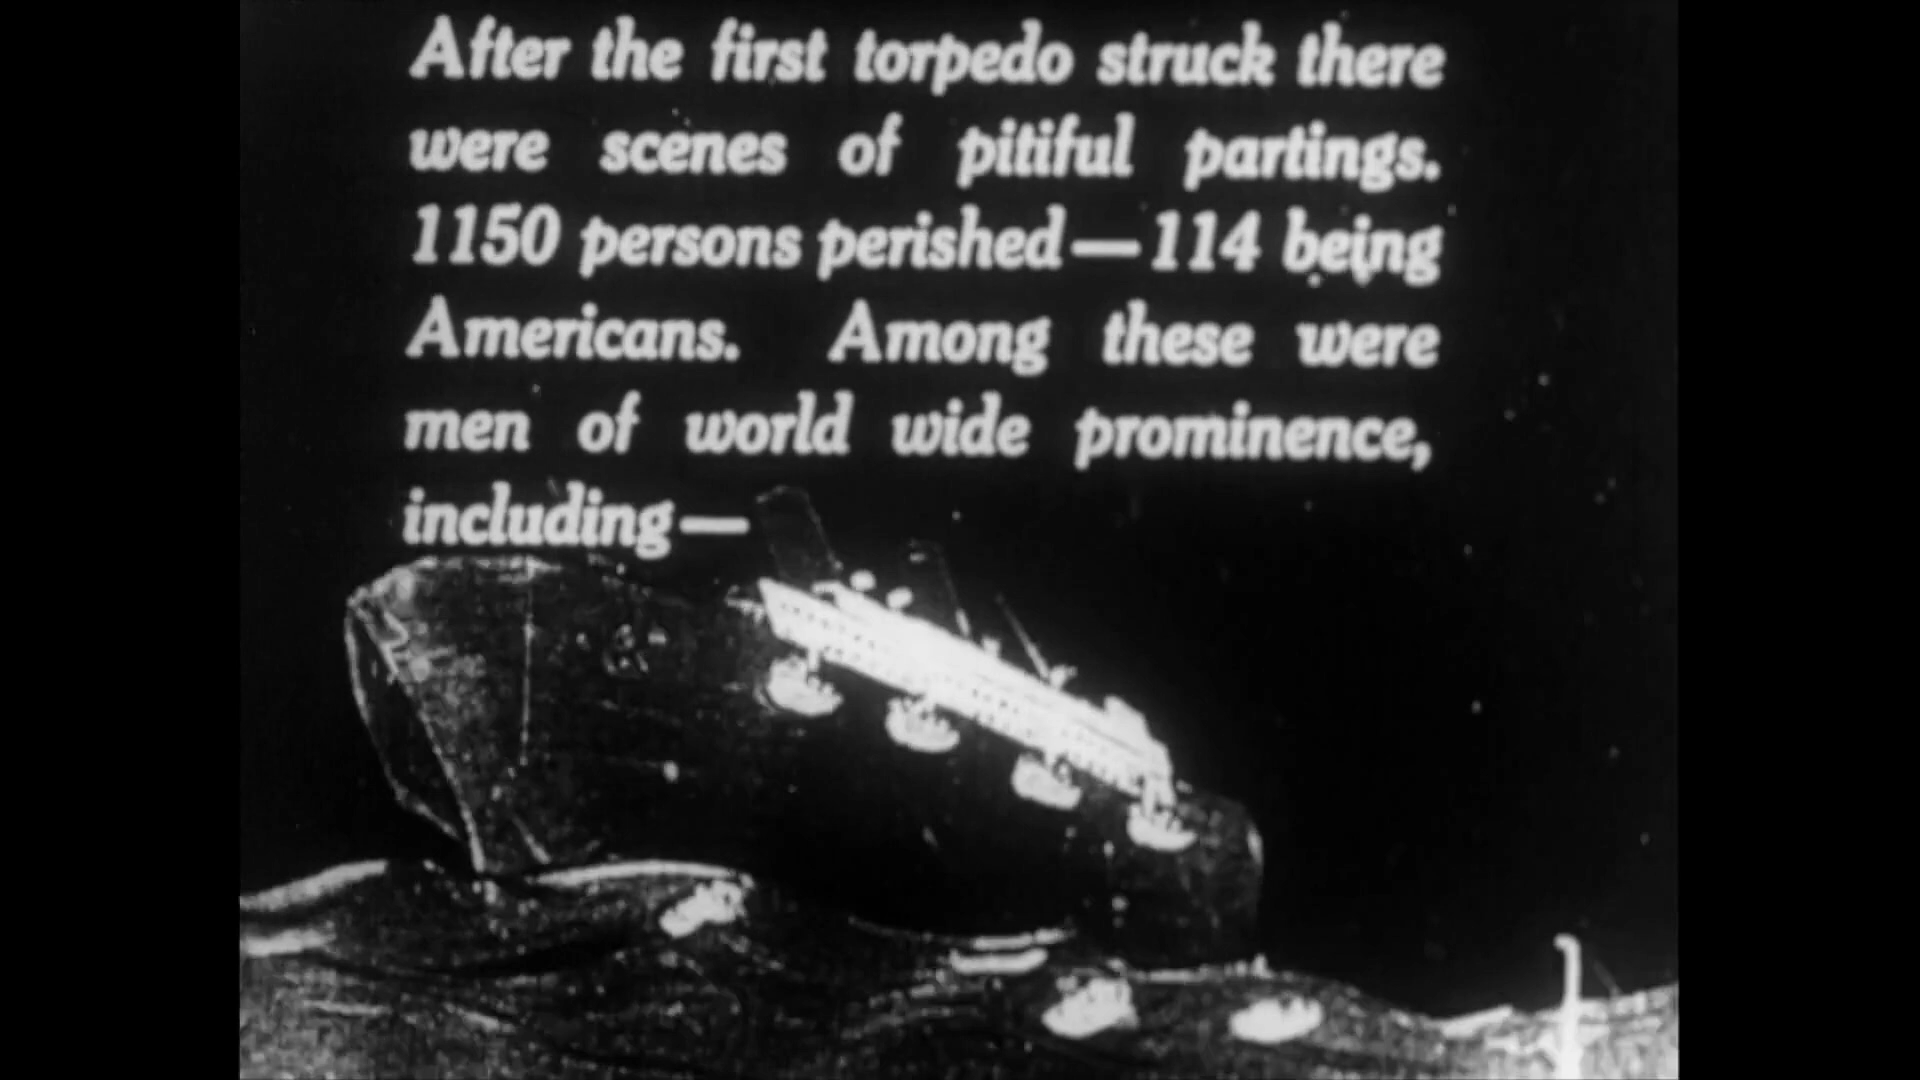 After the first torpedo struck there
were scenes of pitiful partings.
1150 persons perished—114 being
Americans. Among these were
men of world wide prominence,
including—